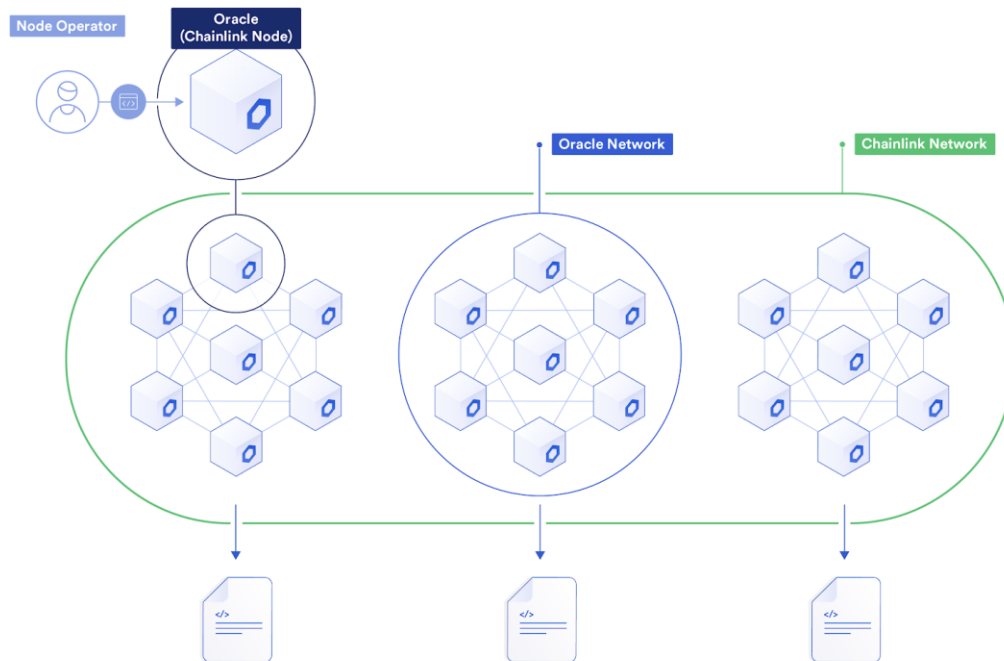 Node Operator
Oracle
(Chainlink Node)
</>
Oracle Network
Chainlink Network
</>
</>
</>